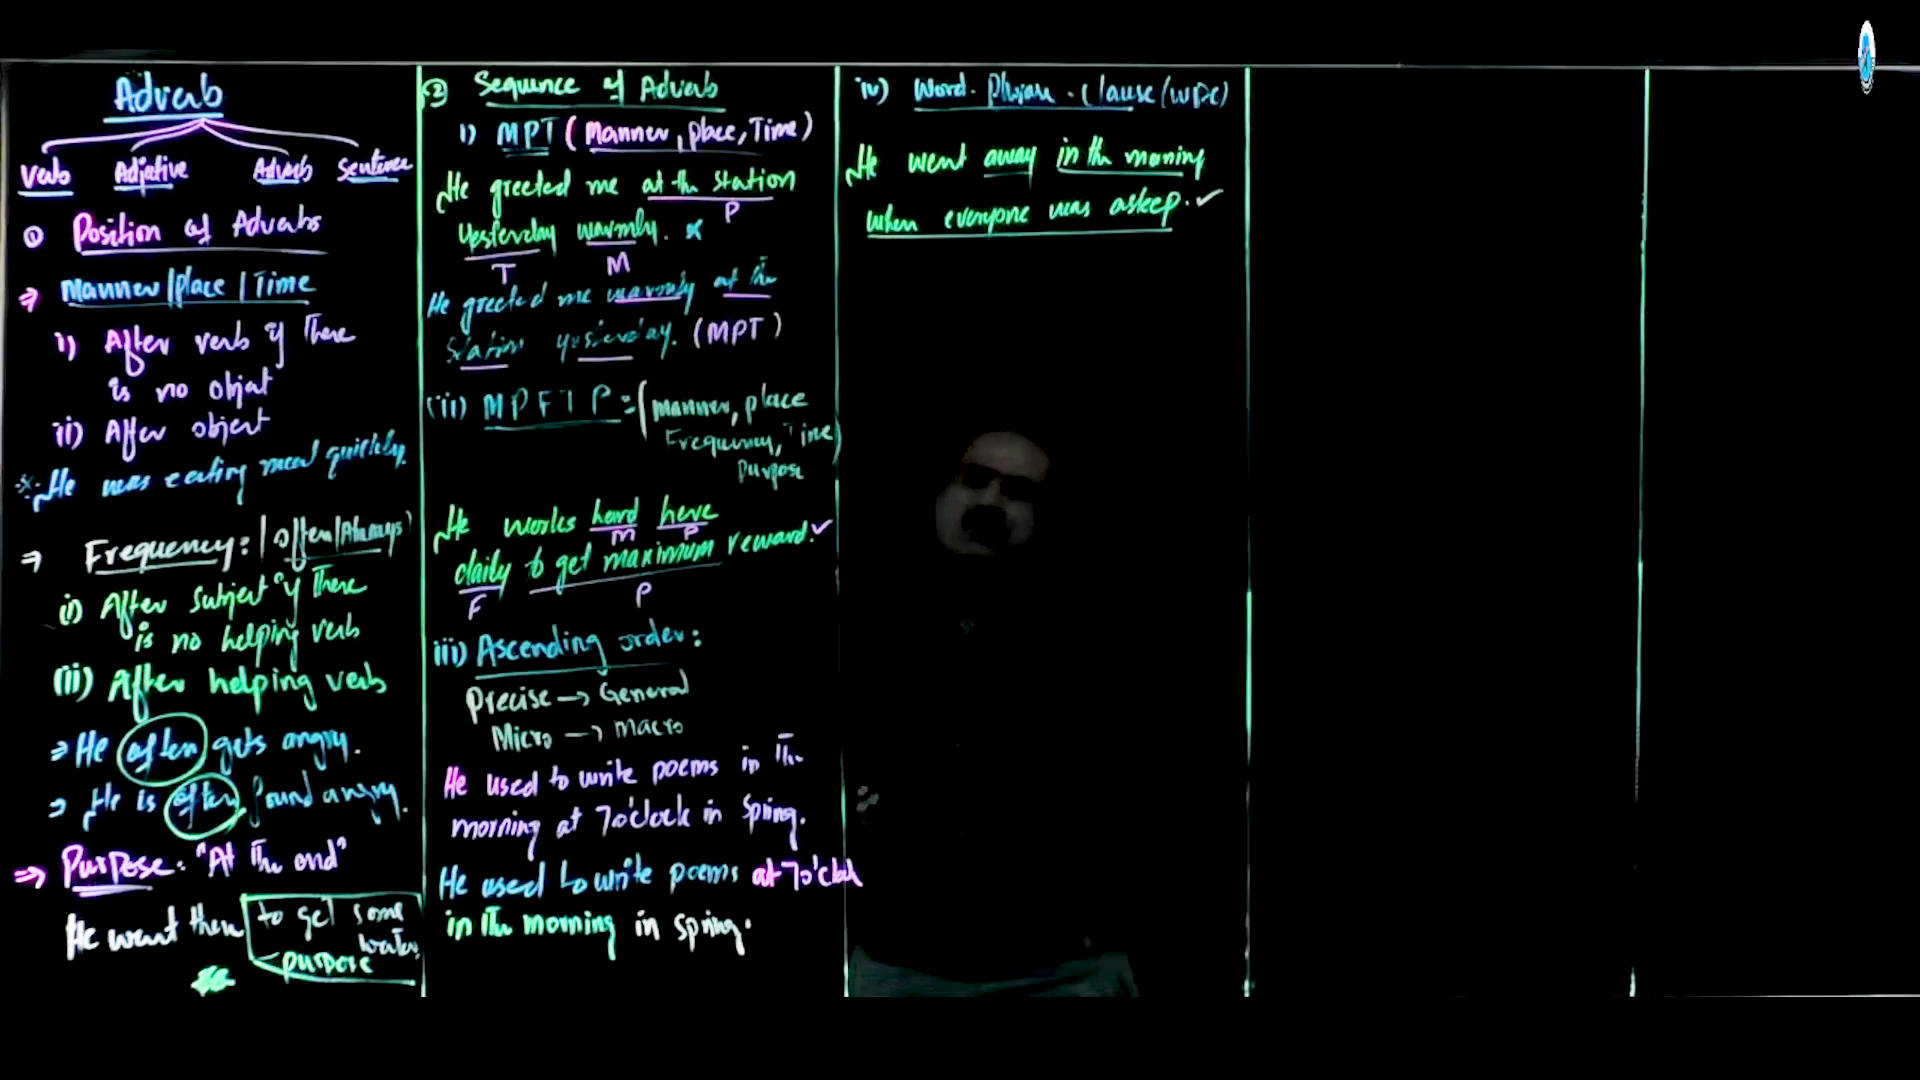 Adverb
Verb Adjective Adverb Sentence
① Position of Adverbs
⇒ Manner/place/Time
i) After verb if there
is no object
ii) After object
He was eating meal quickly.
⇒ Frequency: (often/Always)
(i) After subject if there
is no helping verb
(ii) After helping verb
⇒ He often gets angry.
⇒ He is often found angry.
⇒ Purpose: "At the end"
He went there to get some
water
purpose
② Sequence of Adverb
i) MPT (Manner, place, Time)
He greeted me at the station
P
Yesterday warmly. ×
T M
He greeted me warmly at the
station yesterday. (MPT)
(ii) MPFTP = (manner, place
Frequency, Time
purpose
He works hard here
M P
daily to get maximum reward. ✓
F P
iii) Ascending order:
Precise → General
Micro → Macro
He used to write poems in the
morning at 7o'clock in spring.
He used to write poems at 7o'clock
in the morning in spring.
iv) Word. Phrase. Clause (WPC)
He went away in the morning
when everyone was asleep. ✓